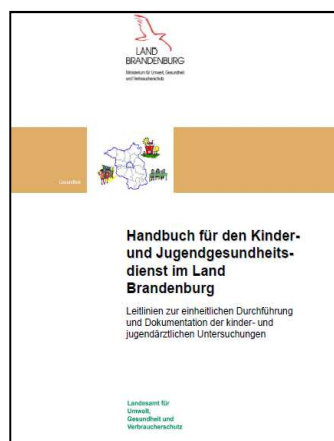 LAND
BRANDENBURG
Ministerium für Umwelt, Gesundheit
und Verbraucherschutz
Gesundheit
Handbuch für den Kinder-
und Jugendgesundheits-
dienst im Land
Brandenburg
Leitlinien zur einheitlichen Durchführung
und Dokumentation der kinder- und
jugendärztlichen Untersuchungen
Landesamt für
Umwelt,
Gesundheit und
Verbraucherschutz